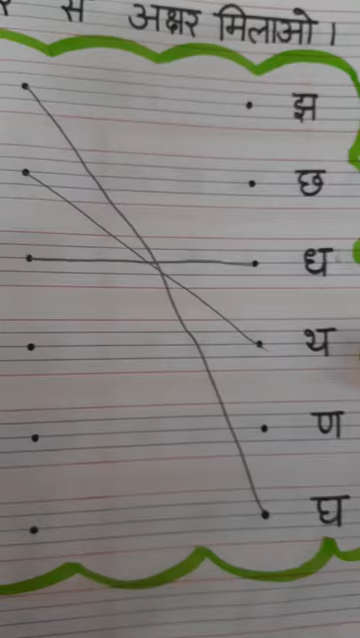 से अक्षर मिलाओ।
झ
छ
ध
थ
ण
घ